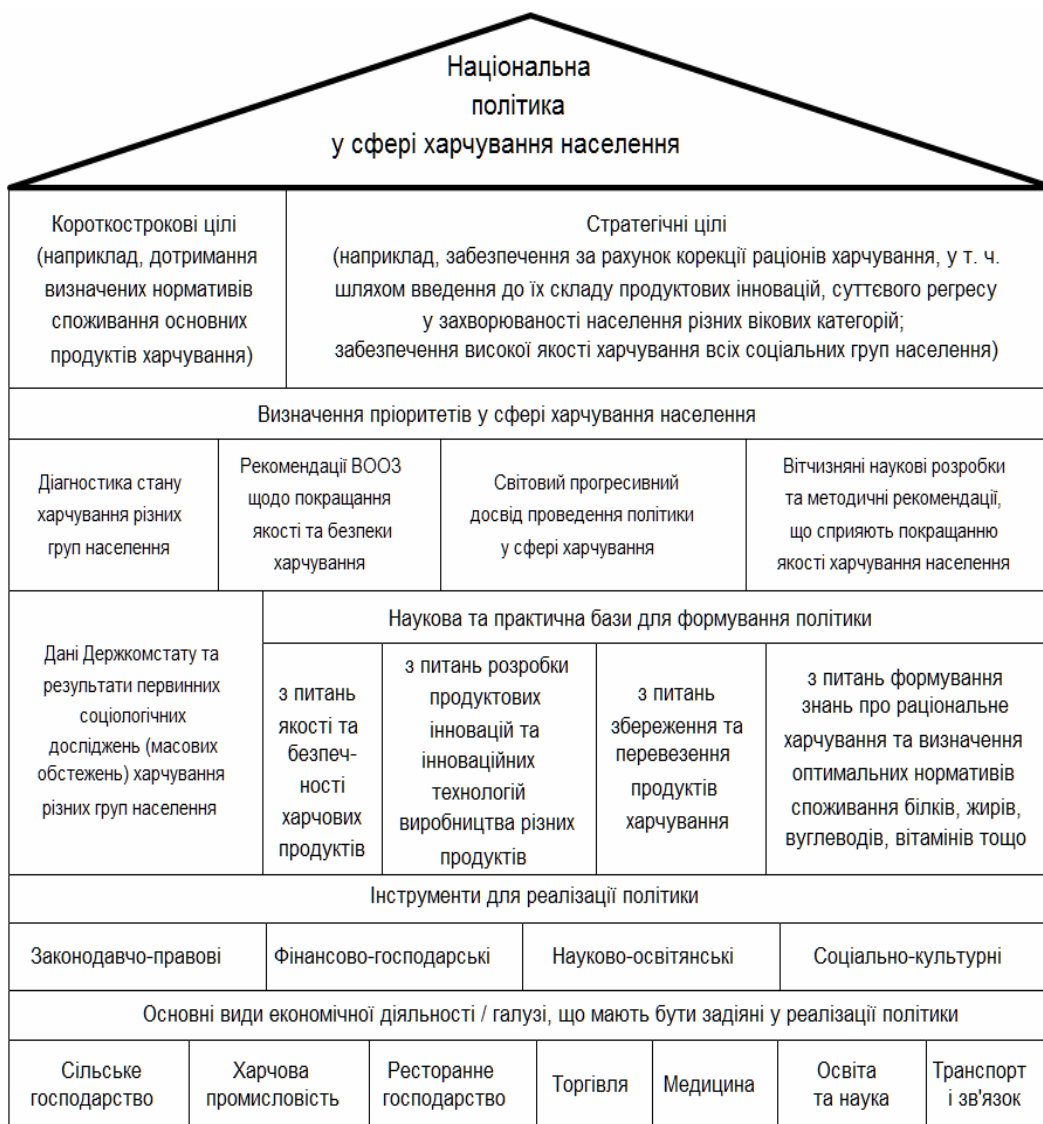 Національна
політика
у сфері харчування населення
Короткострокові цілі
(наприклад, дотримання
визначених нормативів
споживання основних
продуктів харчування)
Стратегічні цілі
(наприклад, забезпечення за рахунок корекції раціонів харчування, у т. ч.
шляхом введення до їх складу продуктових інновацій, суттєвого регресу
у захворюваності населення різних вікових категорій;
забезпечення високої якості харчування всіх соціальних груп населення)
Визначення пріоритетів у сфері харчування населення
Діагностика стану
харчування різних
груп населення
Рекомендації ВООЗ
щодо покращання
якості та безпеки
харчування
Світовий прогресивний
досвід проведення політики
у сфері харчування
Вітчизняні наукові розробки
та методичні рекомендації,
що сприяють покращанню
якості харчування населення
Дані Держкомстату та
результати первинних
соціологічних
досліджень (масових
обстежень) харчування
різних груп населення
Наукова та практична бази для формування політики
з питань
якості та
безпеч-
ності
харчових
продуктів
з питань розробки
продуктових
інновацій та
інноваційних
технологій
виробництва різних
продуктів
з питань
збереження та
перевезення
продуктів
харчування
з питань формування
знань про раціональне
харчування та визначення
оптимальних нормативів
споживання білків, жирів,
вуглеводів, вітамінів тощо
Інструменти для реалізації політики
Законодавчо-правові
Фінансово-господарські
Науково-освітянські
Соціально-культурні
Основні види економічної діяльності / галузі, що мають бути задіяні у реалізації політики
Сільське
господарство
Харчова
промисловість
Ресторанне
господарство
Торгівля
Медицина
Освіта
та наука
Транспорт
і зв'язок